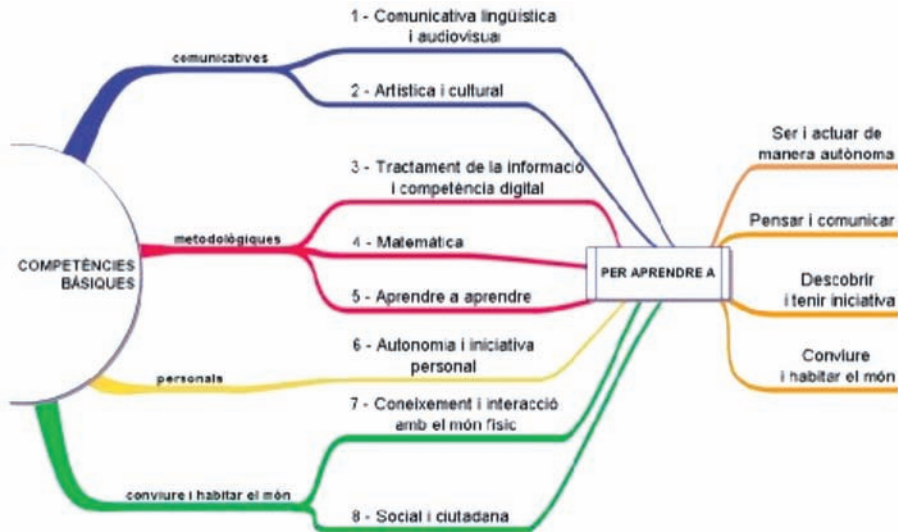 COMPETÈNCIES
BÀSIQUES
comunicatives
1 - Comunicativa lingüística
i audiovisual
2 - Artística i cultural
metodològiques
3 - Tractament de la informació
i competència digital
4 - Matemàtica
5 - Aprendre a aprendre
personals
6 - Autonomia i iniciativa
personal
conviure i habitar el món
7 - Coneixement i interacció
amb el món físic
8 - Social i ciutadana
PER APRENDRE A
Ser i actuar de
manera autònoma
Pensar i comunicar
Descobrir
i tenir iniciativa
Conviure
i habitar el món